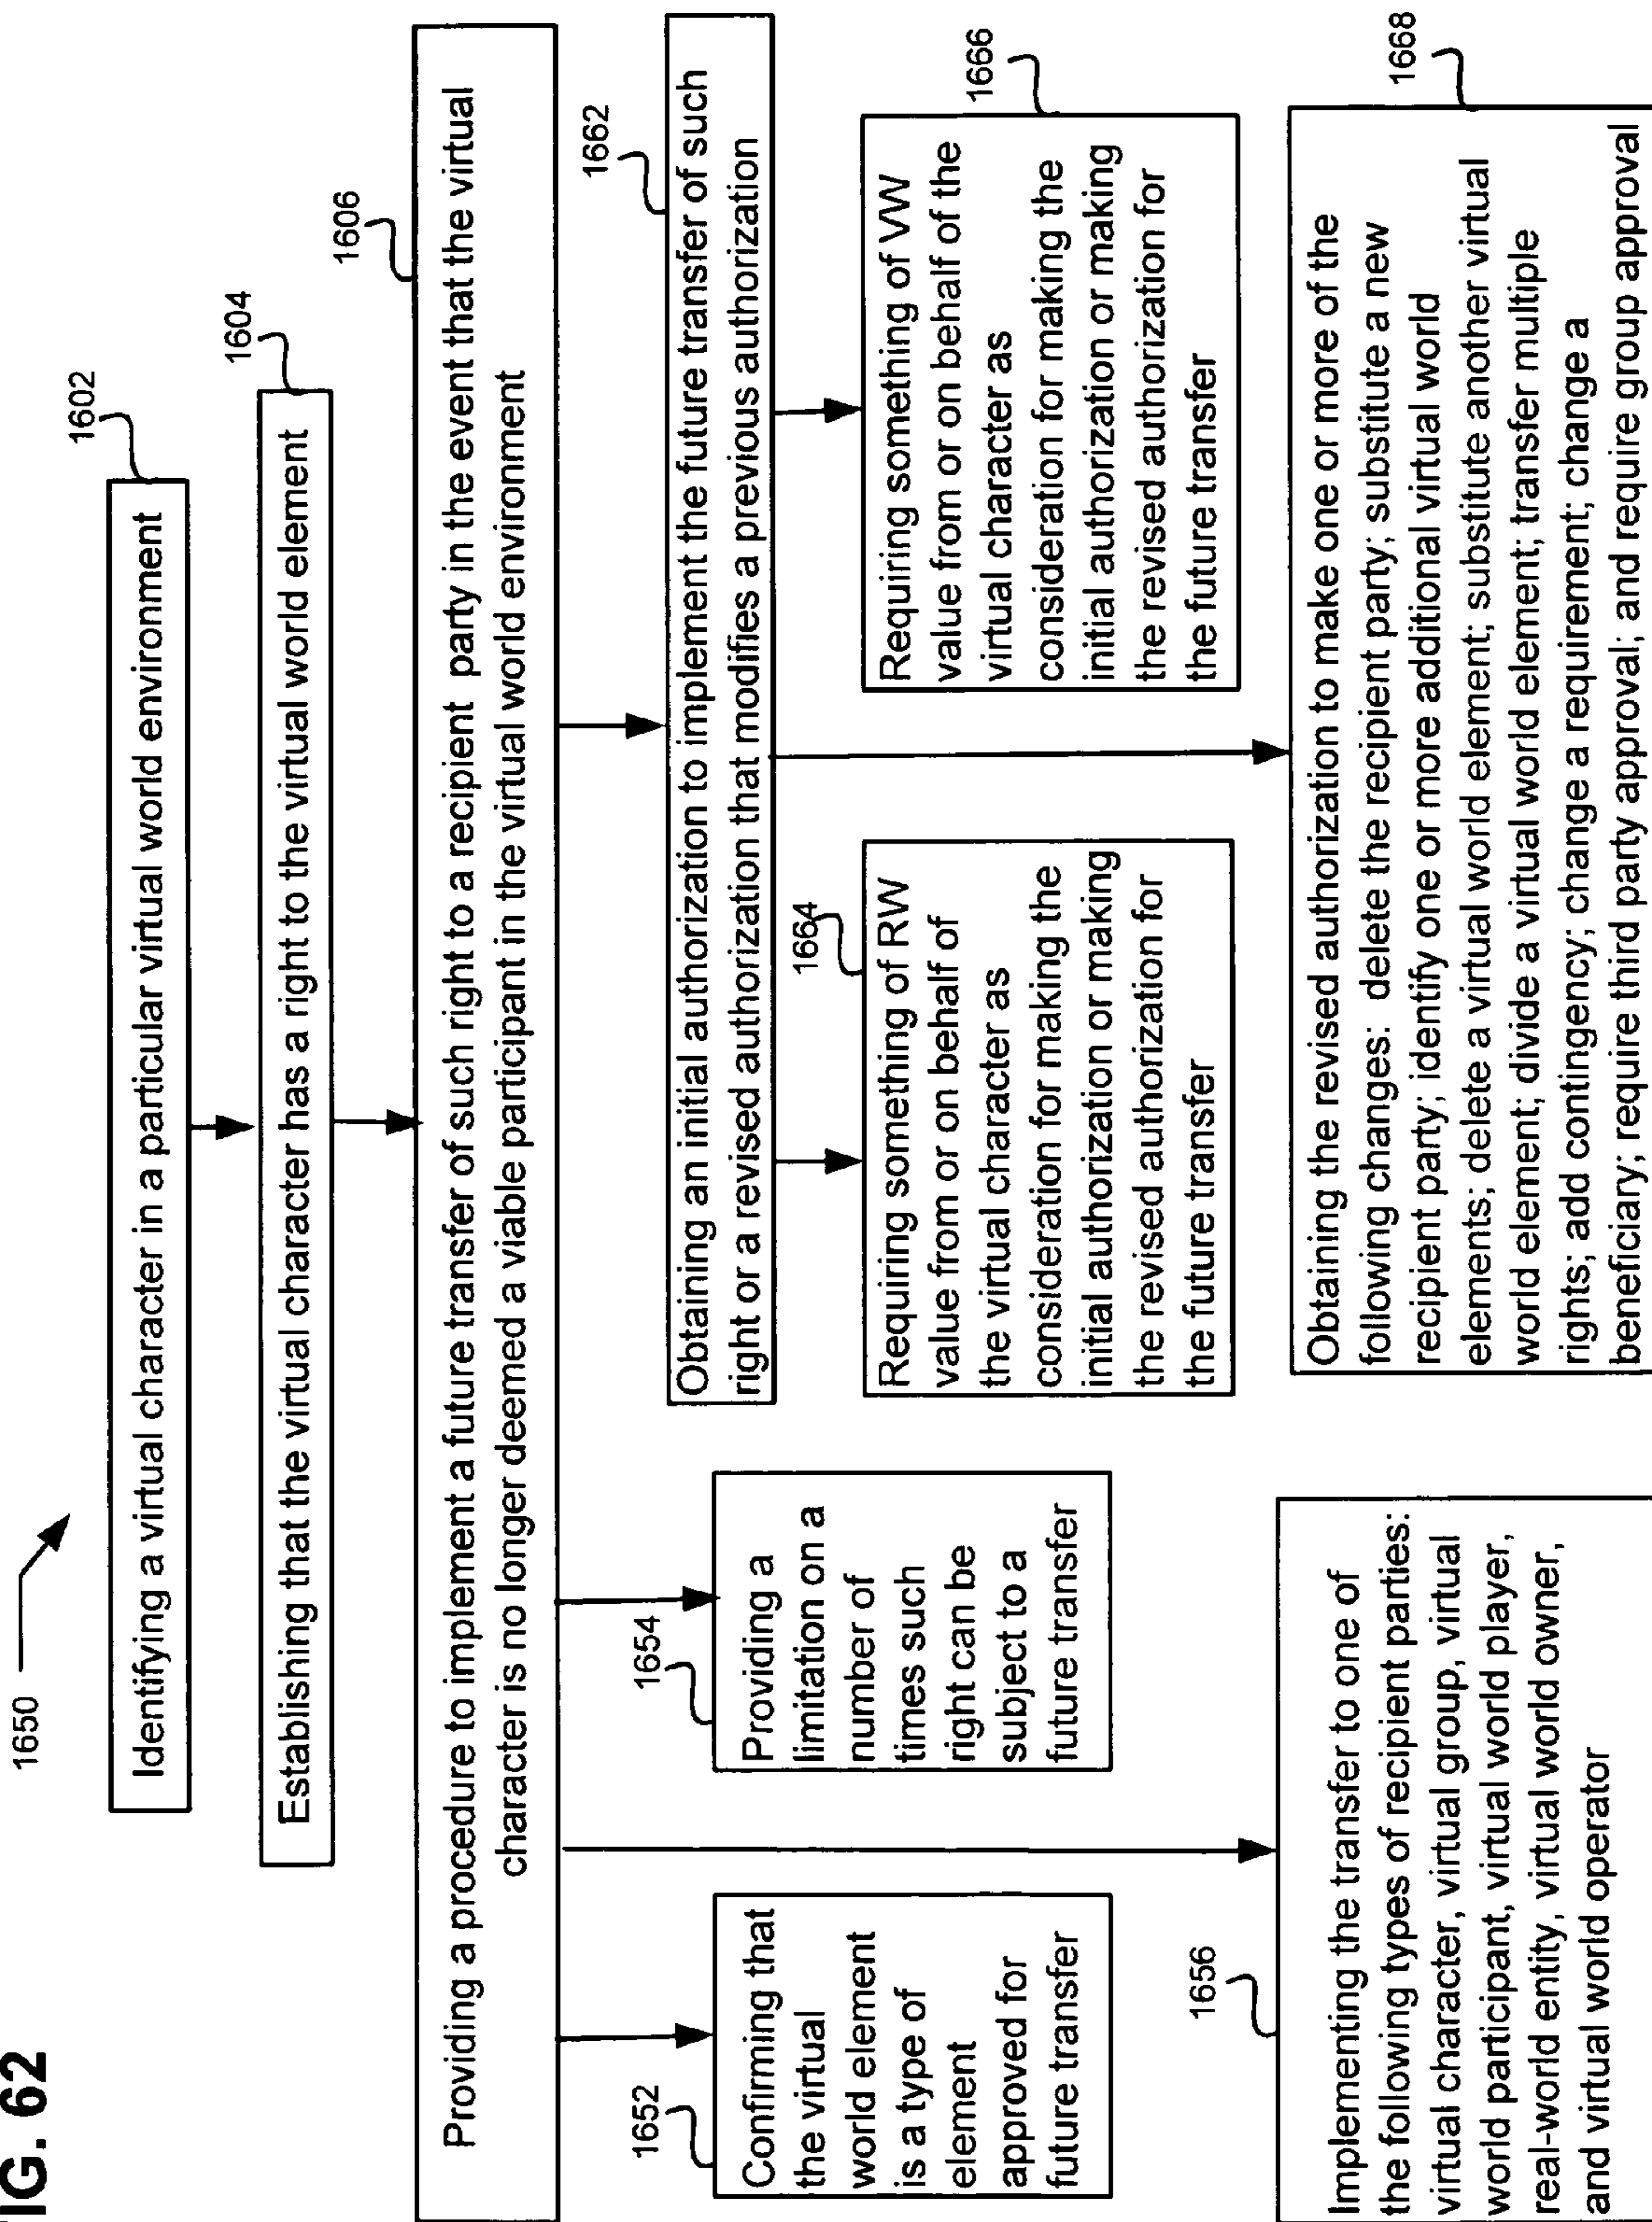 FIG. 62
1650
1602
Identifying a virtual character in a particular virtual world environment
1604
Establishing that the virtual character has a right to the virtual world element
1606
Providing a procedure to implement a future transfer of such right to a recipient party in the event that the virtual
character is no longer deemed a viable participant in the virtual world environment
1652
Confirming that
the virtual
world element
is a type of
element
approved for
future transfer
1654
Providing a
limitation on a
number of
times such
right can be
subject to a
future transfer
1656
Implementing the transfer to one of
the following types of recipient parties:
virtual character, virtual group, virtual
world participant, virtual world player,
real-world entity, virtual world owner,
and virtual world operator
1662
Obtaining an initial authorization to implement the future transfer of such
right or a revised authorization that modifies a previous authorization
1664
Requiring something of RW
value from or on behalf of
the virtual character as
consideration for making the
initial authorization or making
the revised authorization for
the future transfer
1666
Requiring something of VW
value from or on behalf of the
virtual character as
consideration for making the
initial authorization or making
the revised authorization for
the future transfer
1668
Obtaining the revised authorization to make one or more of the
following changes: delete the recipient party; substitute a new
recipient party; identify one or more additional virtual world
elements; delete a virtual world element; substitute another virtual
world element; divide a virtual world element; transfer multiple
rights; add contingency; change a requirement; change a
beneficiary; require third party approval; and require group approval